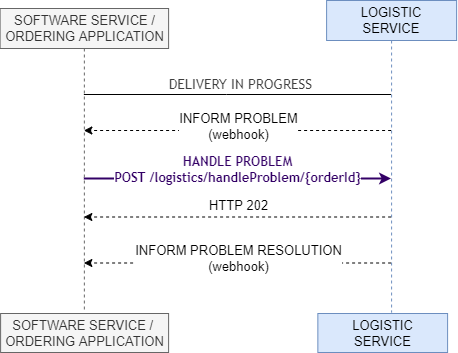 SOFTWARE SERVICE /
ORDERING APPLICATION
LOGISTIC
SERVICE
DELIVERY IN PROGRESS
INFORM PROBLEM
(webhook)
HANDLE PROBLEM
POST /logistics/handleProblem/{orderId}
HTTP 202
INFORM PROBLEM RESOLUTION
(webhook)
SOFTWARE SERVICE /
ORDERING APPLICATION
LOGISTIC
SERVICE